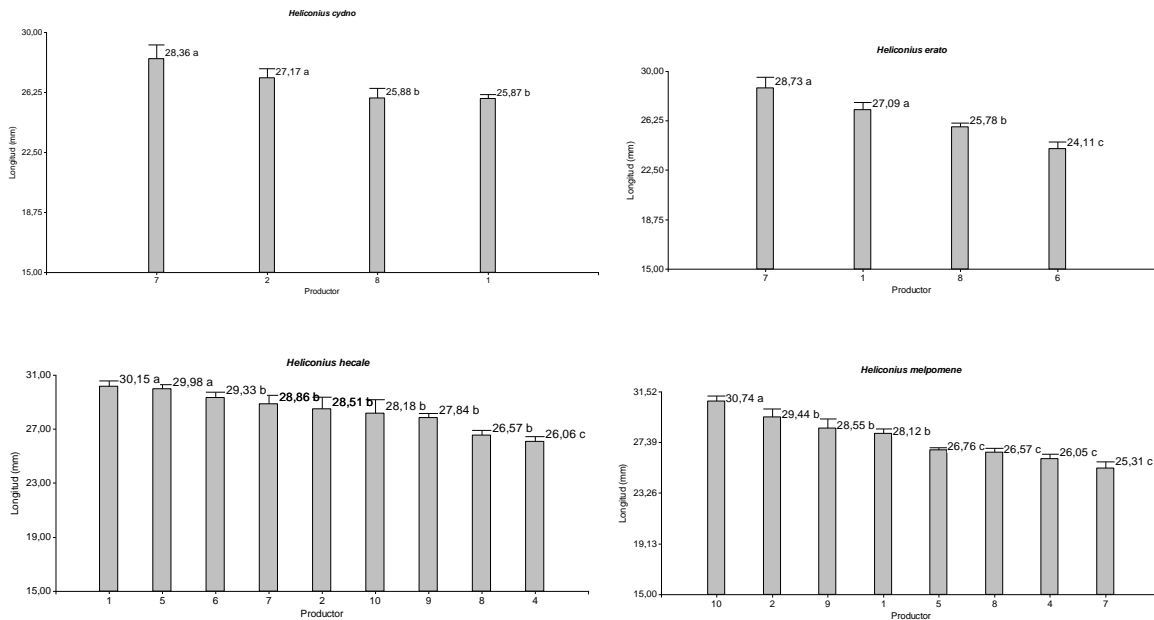 Heliconius cydno
30,00
26,25
22,50
18,75
15,00
Longitud (mm)
28,36 a
27,17 a
25,88 b
25,87 b
7 2 8 1
Productor
Heliconius erato
30,00
26,25
22,50
18,75
15,00
Longitud (mm)
28,73 a
27,09 a
25,78 b
24,11 c
7 1 8 6
Productor
Heliconius hecale
31,00
27,00
23,00
19,00
15,00
Longitud (mm)
30,15 a
29,98 a
29,33 b
28,86 b
28,51 b
28,18 b
27,84 b
26,57 b
26,06 c
1 5 6 7 2 10 9 8 4
Productor
Heliconius melpomene
31,52
27,39
23,26
19,13
15,00
Longitud (mm)
30,74 a
29,44 b
28,55 b
28,12 b
26,76 c
26,57 c
26,05 c
25,31 c
10 2 9 1 5 8 4 7
Productor